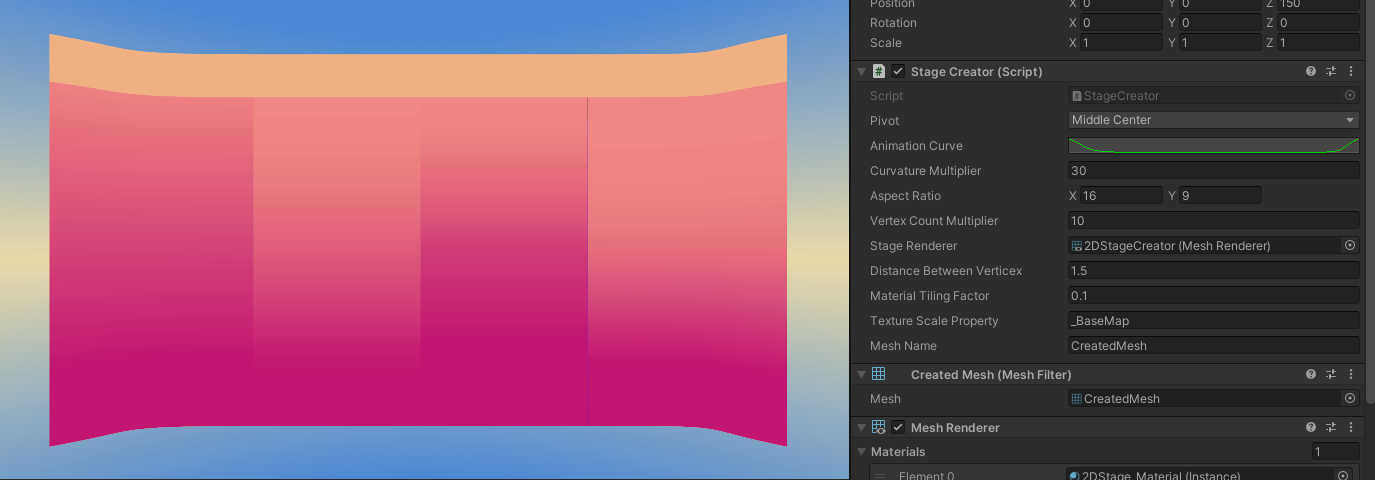 Position X 0 Y 0 Z 150
Rotation X 0 Y 0 Z 0
Scale X 1 Y 1 Z 1
# Stage Creator (Script)
Script # StageCreator
Pivot Middle Center
Animation Curve
Curvature Multiplier 30
Aspect Ratio X 16 Y 9
Vertex Count Multiplier 10
Stage Renderer 2DStageCreator (Mesh Renderer)
Distance Between Verticex 1.5
Material Tiling Factor 0.1
Texture Scale Property _BaseMap
Mesh Name CreatedMesh
Created Mesh (Mesh Filter)
Mesh CreatedMesh
Mesh Renderer
Materials 1
Element 0 2DStage_Material (Instance)